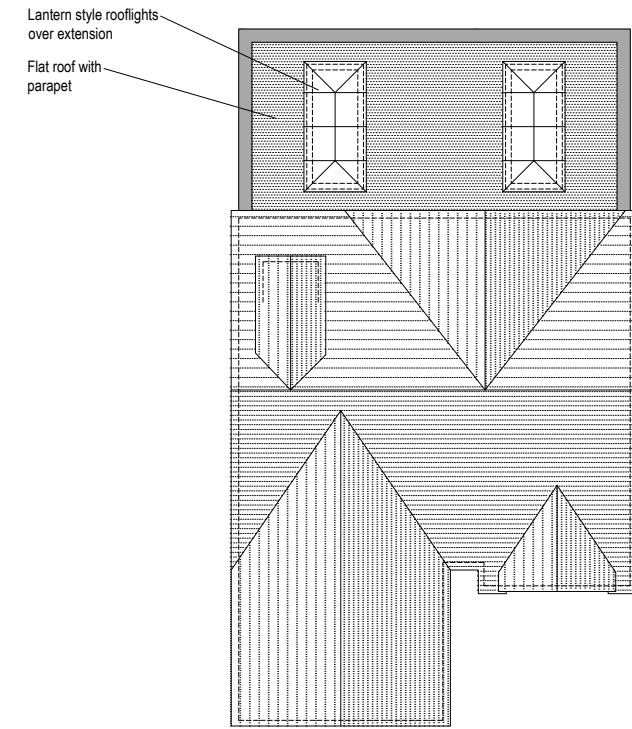 Lantern style rooflights
over extension
Flat roof with
parapet